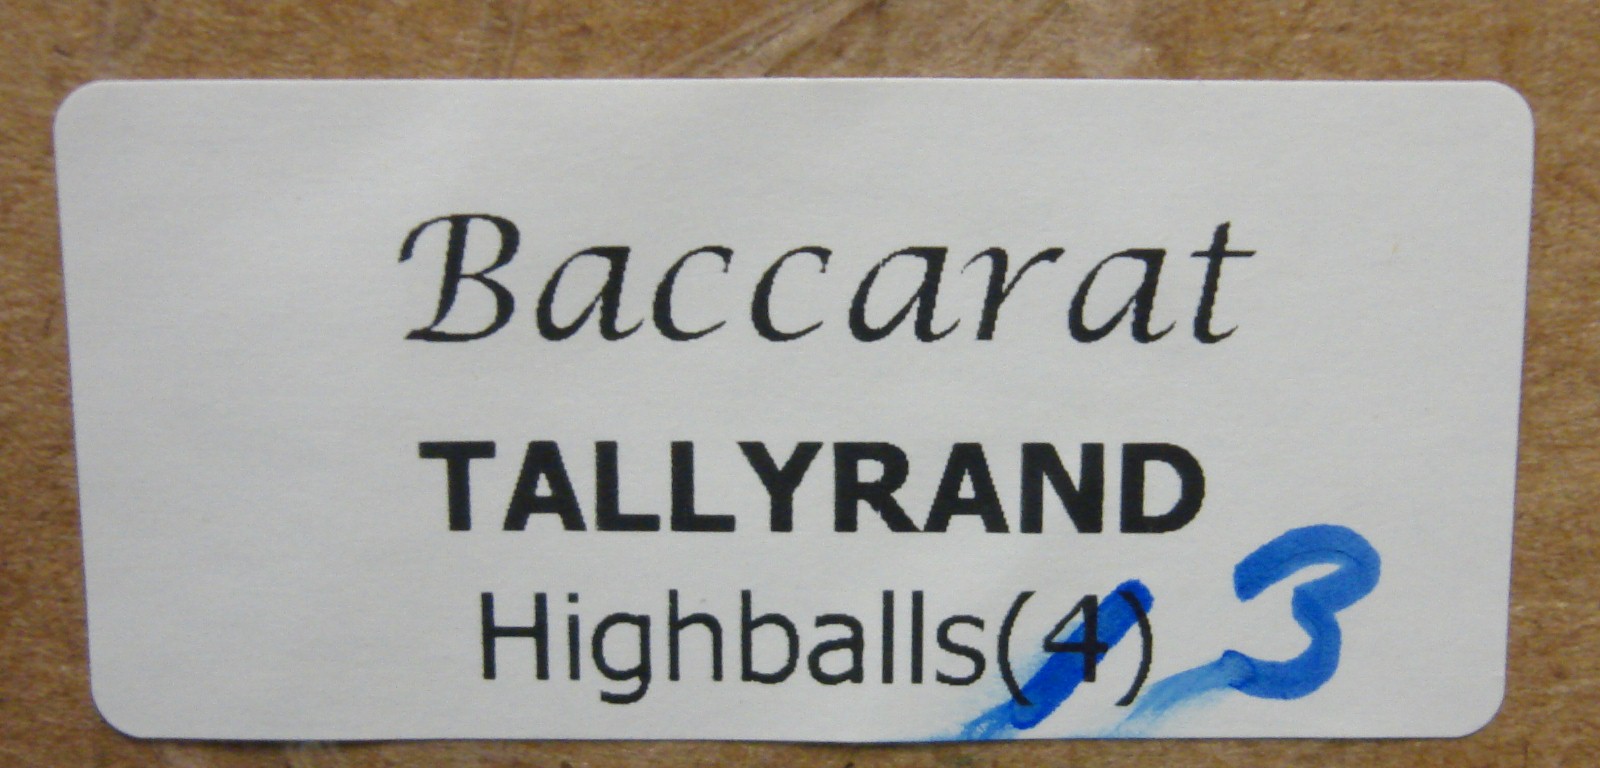 Baccarat
TALLYRAND
Highballs(4) 3